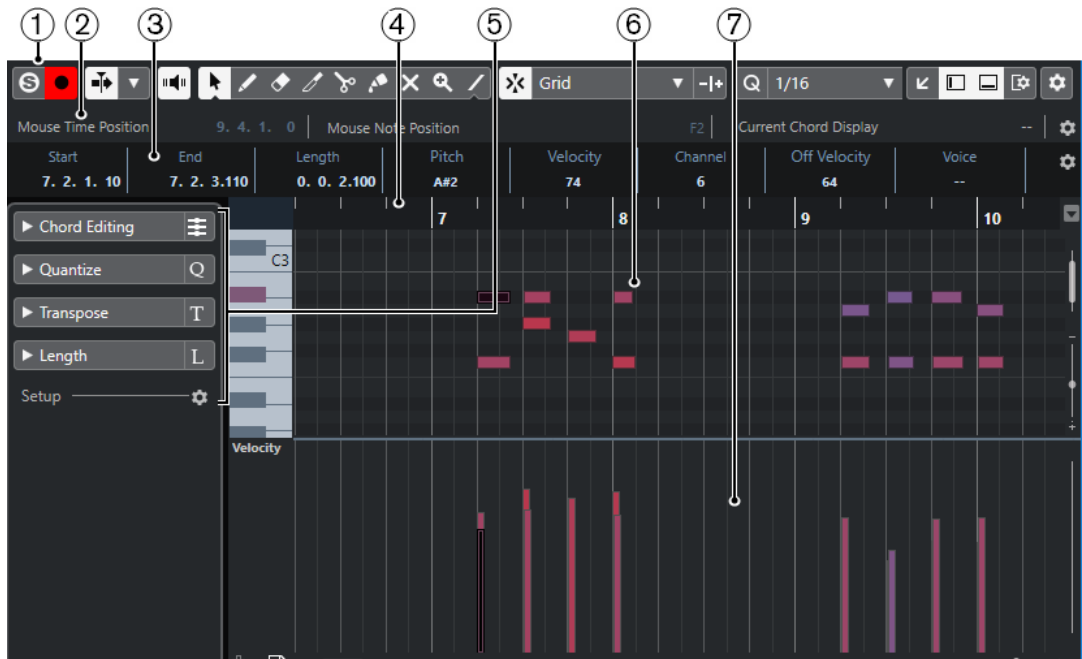 1 2 3 4 5 6 7
S Grid Q 1/16
Mouse Time Position 9. 4. 1. 0 Mouse Note Position F2 Current Chord Display --
Start End Length Pitch Velocity Channel Off Velocity Voice
7. 2. 1. 10 7. 2. 3.110 0. 0. 2.100 A#2 74 6 64 --
7 8 9 10
Chord Editing
C3
Quantize Q
Transpose T
Length L
Setup
Velocity